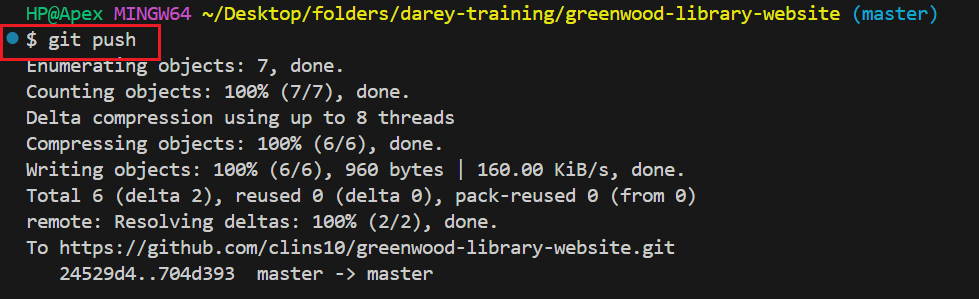 HP@Apex MINGW64 ~/Desktop/folders/darey-training/greenwood-library-website (master)
$ git push
Enumerating objects: 7, done.
Counting objects: 100% (7/7), done.
Delta compression using up to 8 threads
Compressing objects: 100% (6/6), done.
Writing objects: 100% (6/6), 960 bytes | 160.00 KiB/s, done.
Total 6 (delta 2), reused 0 (delta 0), pack-reused 0 (from 0)
remote: Resolving deltas: 100% (2/2), done.
To https://github.com/clins10/greenwood-library-website.git
   24529d4..704d393  master -> master